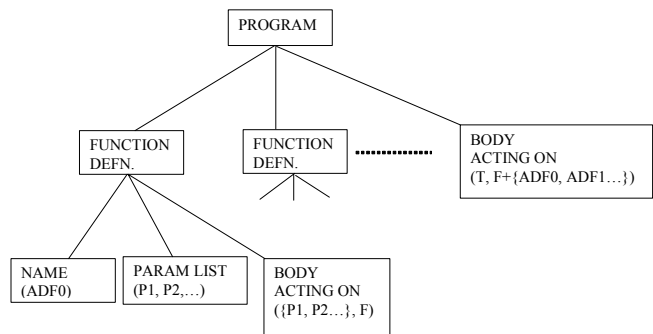 PROGRAM
FUNCTION
DEFN.
FUNCTION
DEFN.
BODY
ACTING ON
(T, F+{ADF0, ADF1...})
NAME
(ADF0)
PARAM LIST
(P1, P2,...)
BODY
ACTING ON
({P1, P2...}, F)